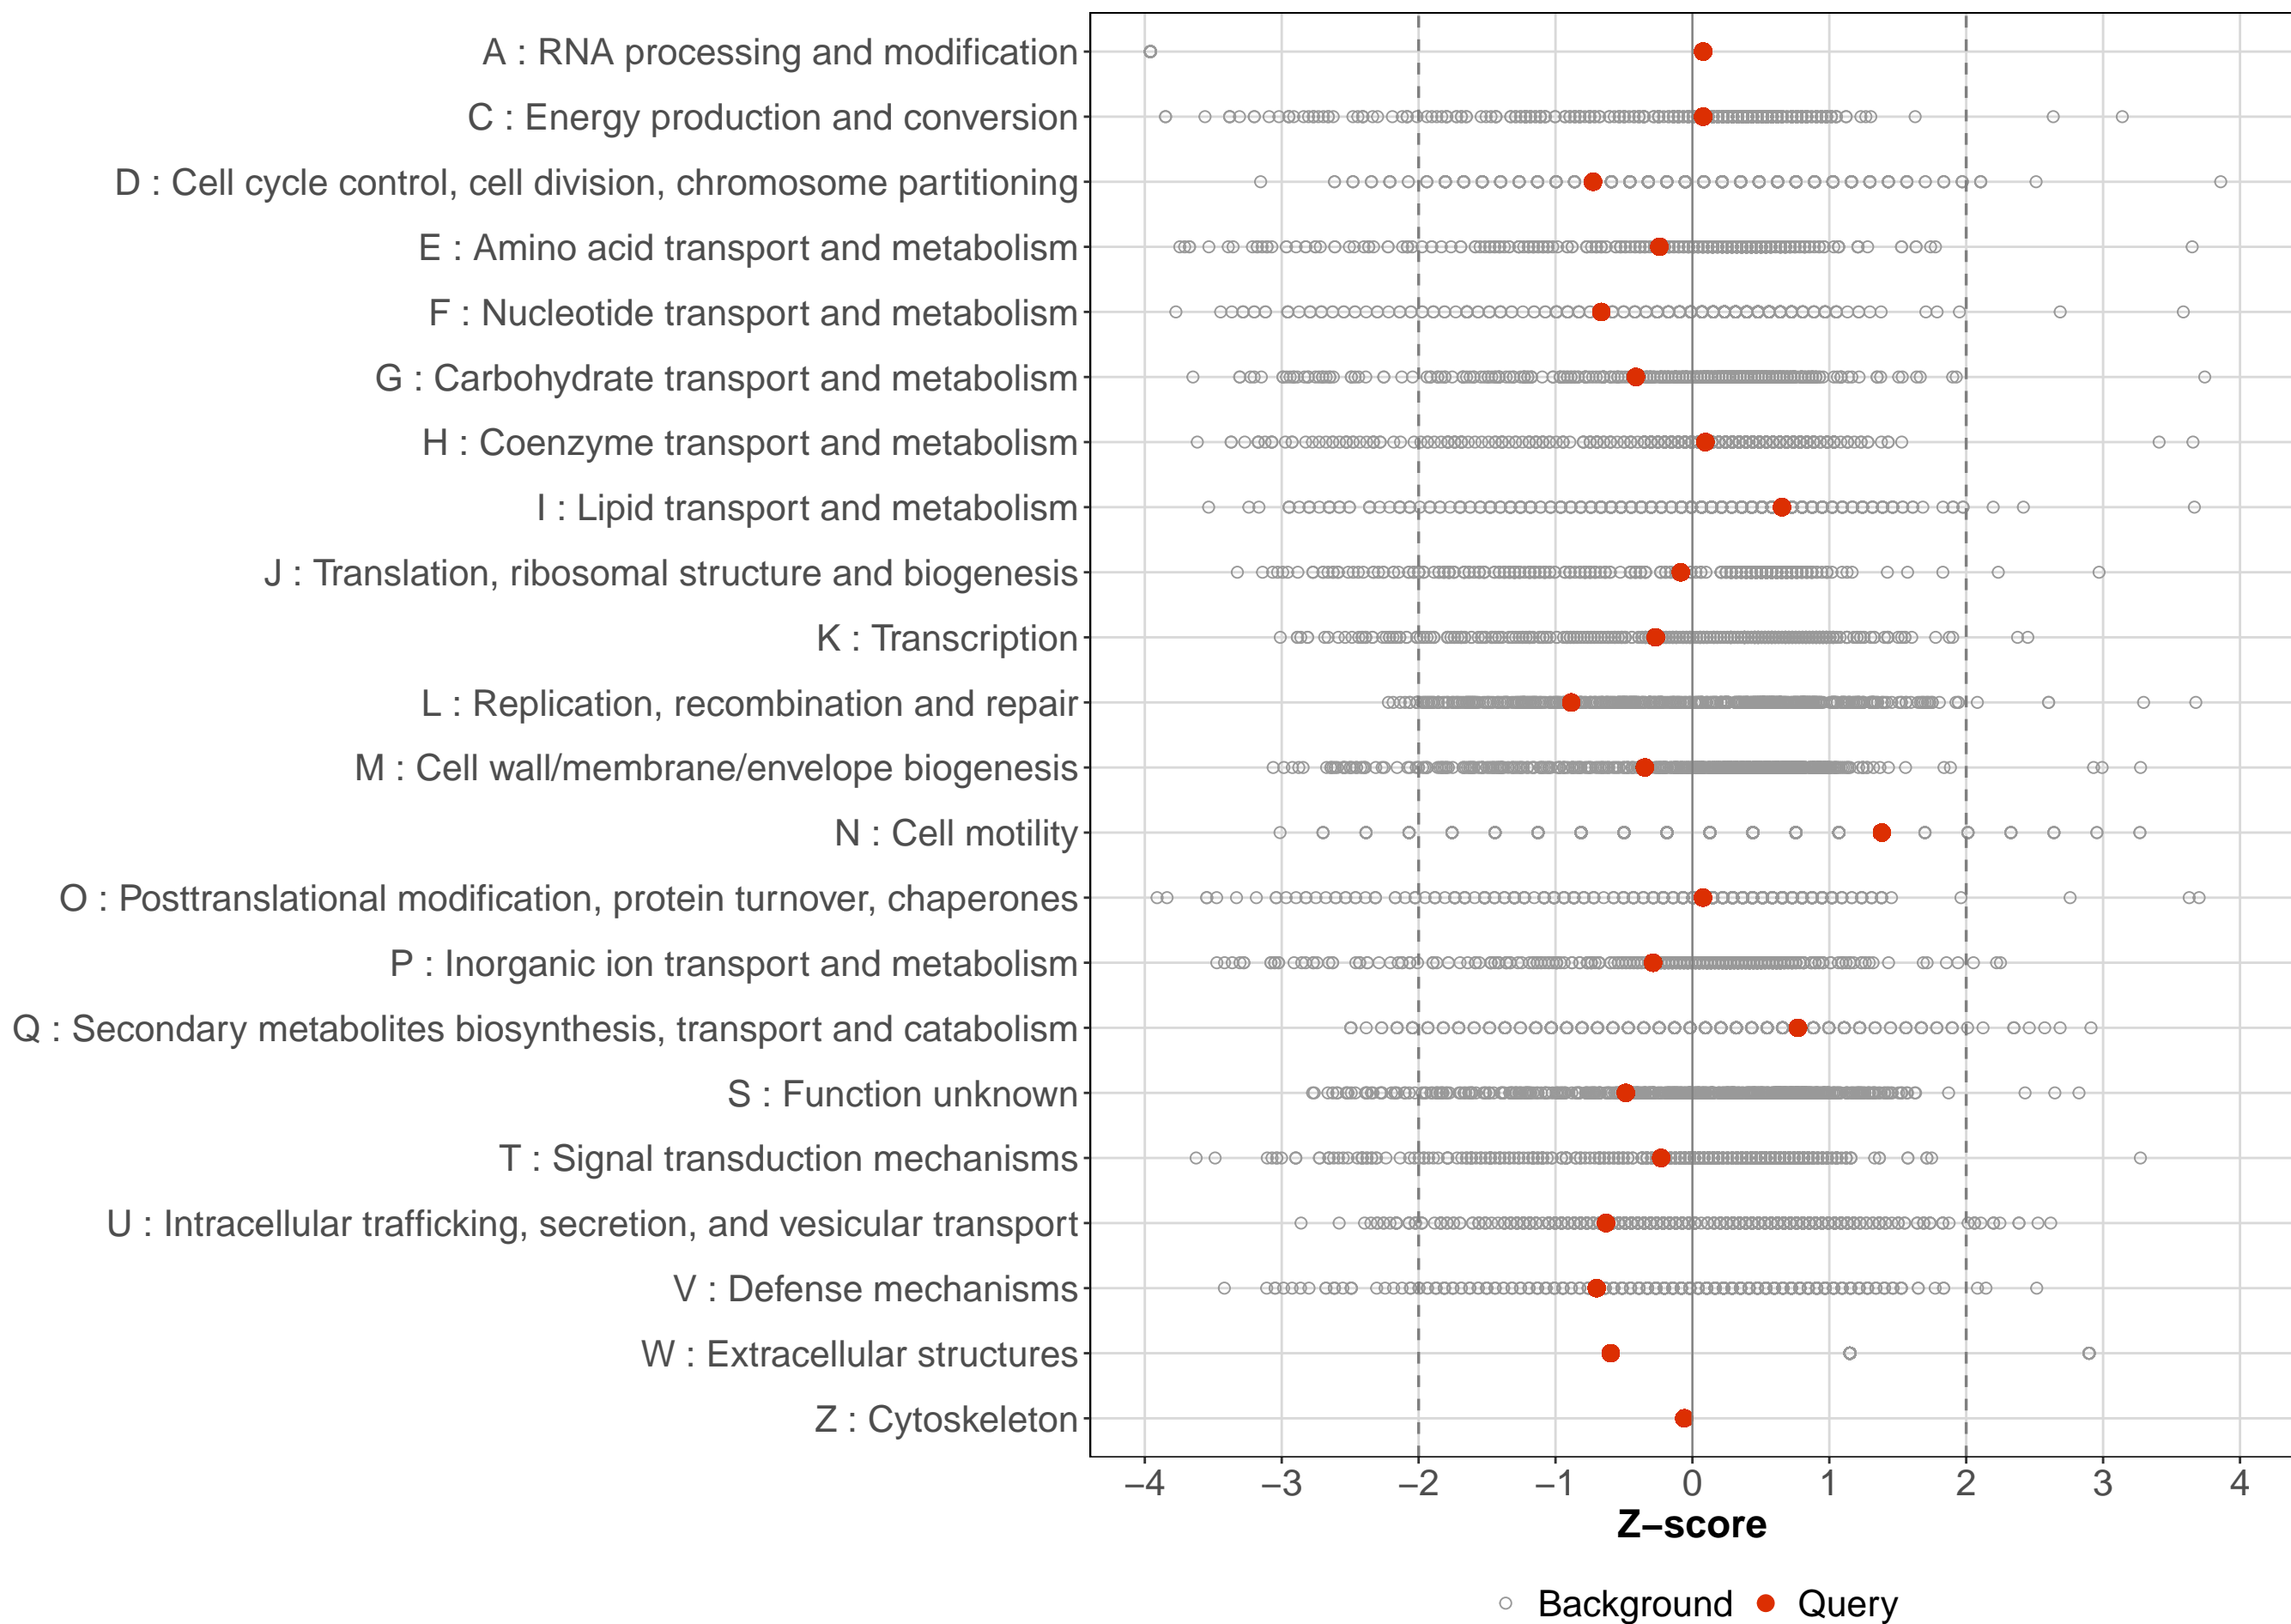 A : RNA processing and modification
C : Energy production and conversion
D : Cell cycle control, cell division, chromosome partitioning
E : Amino acid transport and metabolism
F : Nucleotide transport and metabolism
G : Carbohydrate transport and metabolism
H : Coenzyme transport and metabolism
I : Lipid transport and metabolism
J : Translation, ribosomal structure and biogenesis
K : Transcription
L : Replication, recombination and repair
M : Cell wall/membrane/envelope biogenesis
N : Cell motility
O : Posttranslational modification, protein turnover, chaperones
P : Inorganic ion transport and metabolism
Q : Secondary metabolites biosynthesis, transport and catabolism
S : Function unknown
T : Signal transduction mechanisms
U : Intracellular trafficking, secretion, and vesicular transport
V : Defense mechanisms
W : Extracellular structures
Z : Cytoskeleton
−4 −3 −2 −1 0 1 2 3 4
Z−score
Background Query